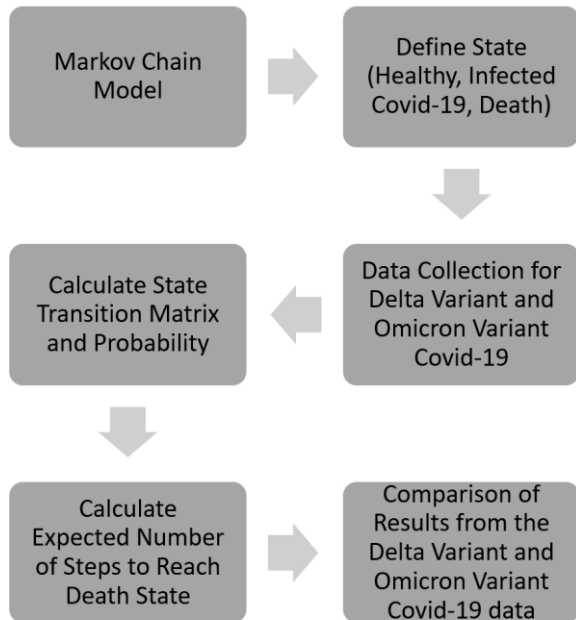 Markov Chain
Model
Define State
(Healthy, Infected
Covid-19, Death)
Data Collection for
Delta Variant and
Omicron Variant
Covid-19
Calculate State
Transition Matrix
and Probability
Calculate
Expected Number
of Steps to Reach
Death State
Comparison of
Results from the
Delta Variant and
Omicron Variant
Covid-19 data